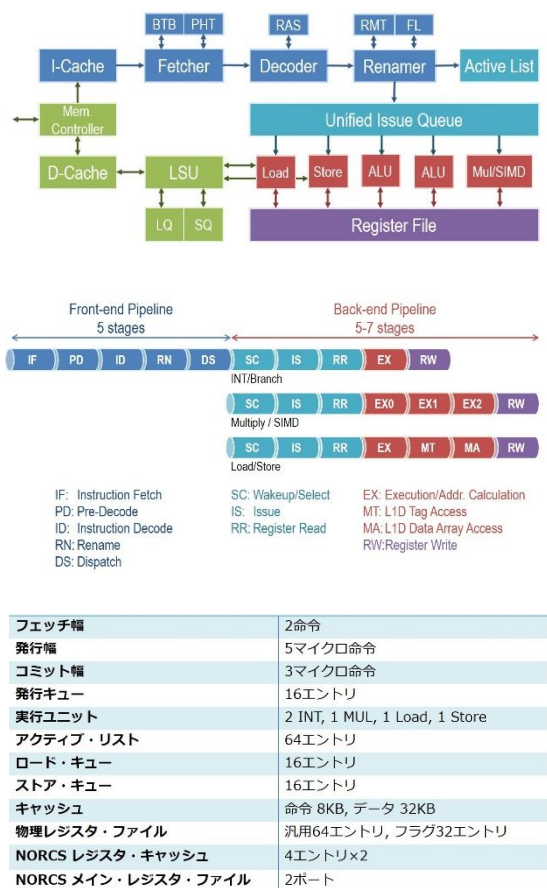 BTB PHT RAS RMT FL
I-Cache Fetcher Decoder Renamer Active List
Mem.
Controller
Unified Issue Queue
D-Cache LSU Load Store ALU ALU Mul/SIMD
LQ SQ Register File
Front-end Pipeline
5 stages
Back-end Pipeline
5-7 stages
IF PD ID RN DS SC IS RR EX RW
INT/Branch
SC IS RR EX0 EX1 EX2 RW
Multiply / SIMD
SC IS RR EX MT MA RW
Load/Store
IF: Instruction Fetch
PD: Pre-Decode
ID: Instruction Decode
RN: Rename
DS: Dispatch
SC: Wakeup/Select
IS: Issue
RR: Register Read
EX: Execution/Addr. Calculation
MT: L1D Tag Access
MA: L1D Data Array Access
RW:Register Write
フェッチ幅 2命令
発行幅 5マイクロ命令
コミット幅 3マイクロ命令
発行キュー 16エントリ
実行ユニット 2 INT, 1 MUL, 1 Load, 1 Store
アクティブ・リスト 64エントリ
ロード・キュー 16エントリ
ストア・キュー 16エントリ
キャッシュ 命令 8KB, データ 32KB
物理レジスタ・ファイル 汎用64エントリ, フラグ32エントリ
NORCS レジスタ・キャッシュ 4エントリ×2
NORCS メイン・レジスタ・ファイル 2ポート